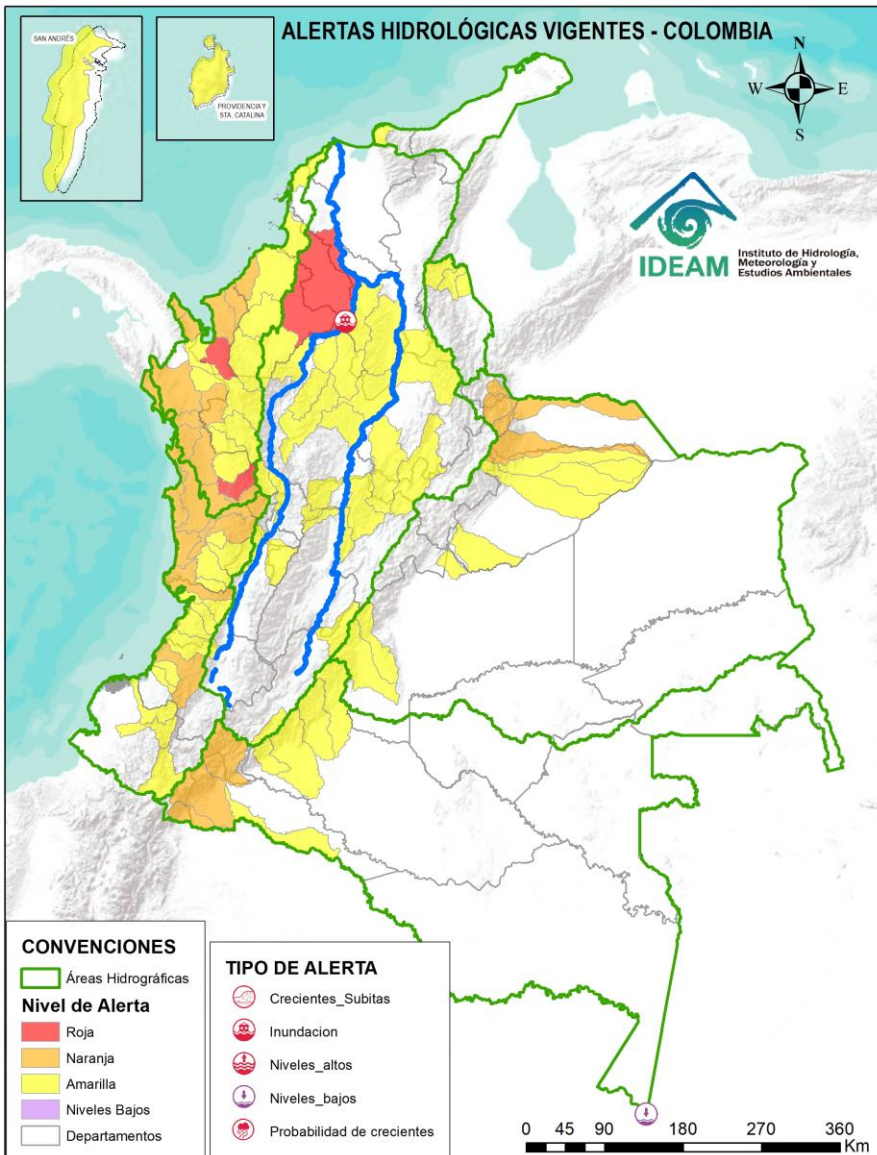 ALERTAS HIDROLÓGICAS VIGENTES - COLOMBIA
SAN ANDRÉS
PROVIDENCIA Y
STA. CATALINA
N
W
E
S
IDEAM
Instituto de Hidrología,
Meteorología y
Estudios Ambientales
CONVENCIONES
Áreas Hidrográficas
Nivel de Alerta
Roja
Naranja
Amarilla
Niveles Bajos
Departamentos
TIPO DE ALERTA
Crecientes_Subitas
Inundacion
Niveles_altos
Niveles_bajos
Probabilidad de crecientes
0 45 90 180 270 360
Km